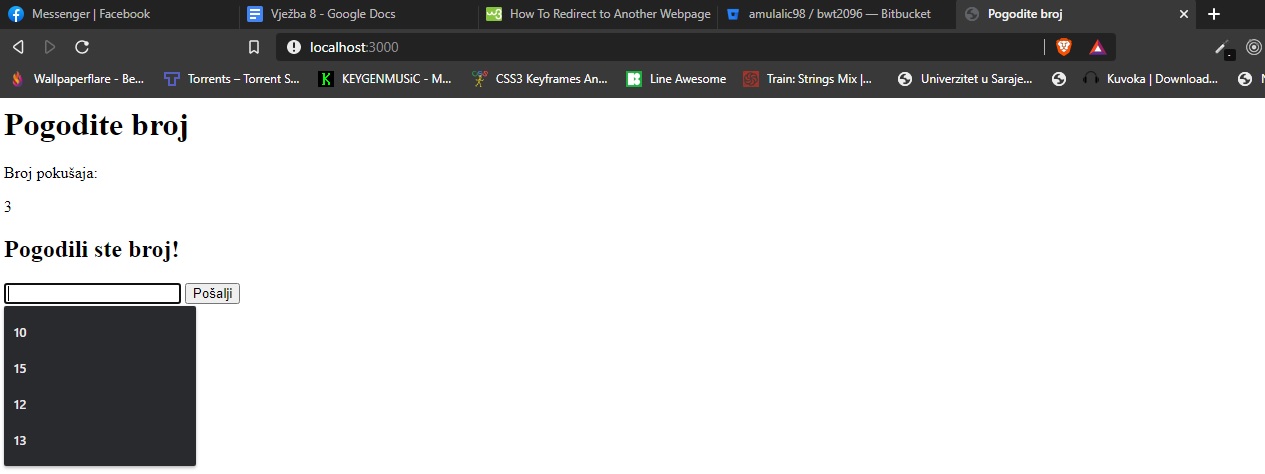 Messenger | Facebook
Vježba 8 - Google Docs
How To Redirect to Another Webpage
amulalic98 / bwt2096 — Bitbucket
Pogodite broj
localhost:3000
Wallpaperflare - Be...
Torrents – Torrent S...
KEYGENMUSiC - M...
CSS3 Keyframes An...
Line Awesome
Train: Strings Mix |...
Univerzitet u Saraje...
Kuvoka | Download...
Pogodite broj
Broj pokušaja:
3
Pogodili ste broj!
Pošalji
10
15
12
13